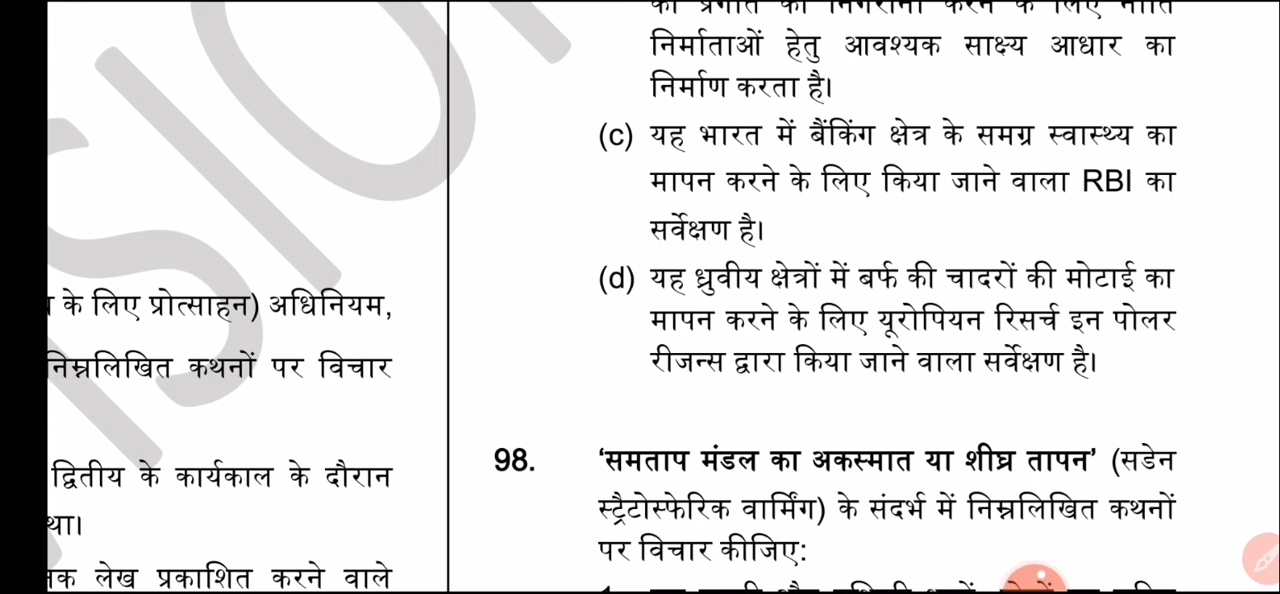 के लिए प्रोत्साहन) अधिनियम,
निम्नलिखित कथनों पर विचार
द्वितीय के कार्यकाल के दौरान
था।
लेख प्रकाशित करने वाले
निर्माताओं हेतु आवश्यक साक्ष्य आधार का
निर्माण करता है।
(c) यह भारत में बैंकिंग क्षेत्र के समग्र स्वास्थ्य का
मापन करने के लिए किया जाने वाला RBI का
सर्वेक्षण है।
(d) यह ध्रुवीय क्षेत्रों में बर्फ की चादरों की मोटाई का
मापन करने के लिए यूरोपियन रिसर्च इन पोलर
रीजन्स द्वारा किया जाने वाला सर्वेक्षण है।
98. ‘समताप मंडल का अकस्मात या शीघ्र तापन’ (सडेन
स्ट्रैटोस्फेरिक वार्मिंग) के संदर्भ में निम्नलिखित कथनों
पर विचार कीजिए: